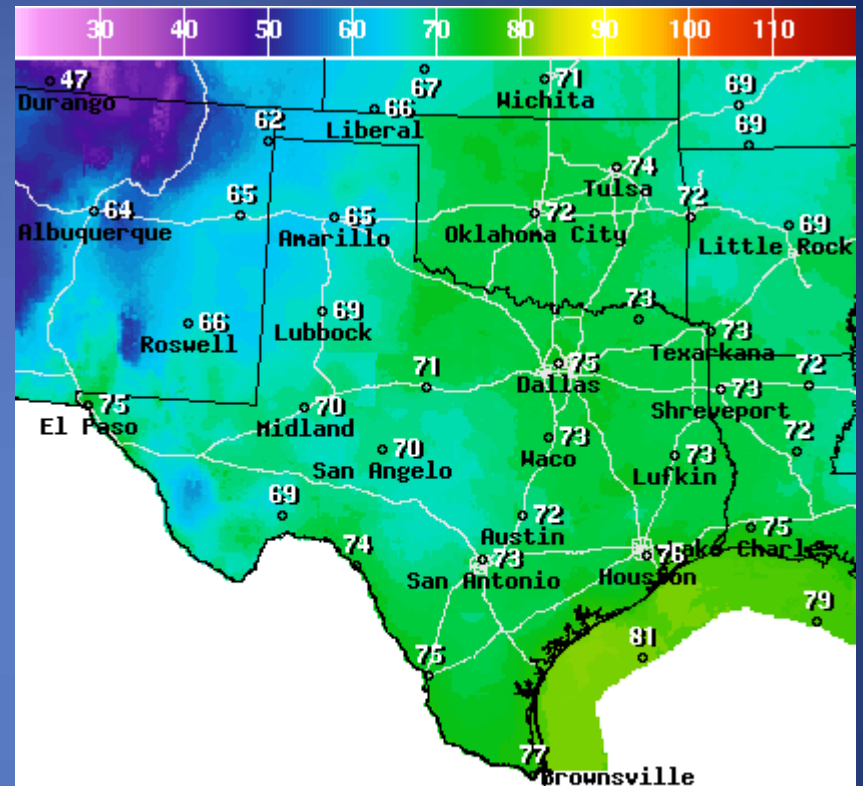 30 40 50 60 70 80 90 100 110
47
Durango
67
71
Wichita
66
Liberal
69
62
69
74
Tulsa
64
Albuquerque
65
65
Amarillo
72
Oklahoma City
72
69
Little Rock
66
Roswell
69
Lubbock
73
73
Texarkana
75
Dallas
71
72
73
Shreveport
75
El Paso
70
Midland
70
San Angelo
73
Waco
73
Lufkin
72
69
72
Austin
75
Lake Charles
74
73
San Antonio
76
Houston
79
81
75
77
Brownsville